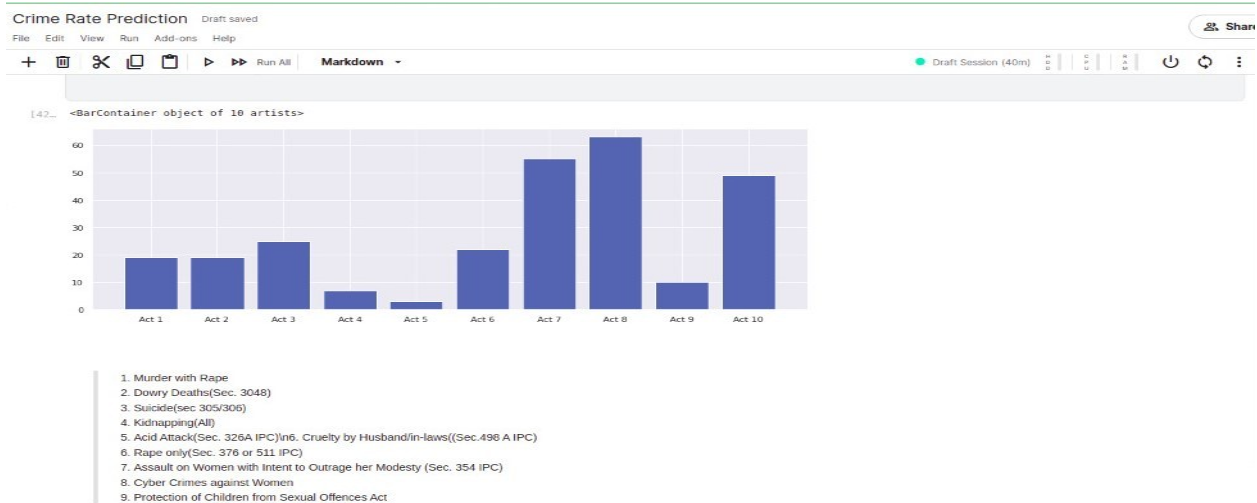 Crime Rate Prediction Draft saved
Share
File Edit View Run Add-ons Help
Run All Markdown Draft Session (40m)
[42...
<BarContainer object of 10 artists>
60
50
40
30
20
10
0
Act 1 Act 2 Act 3 Act 4 Act 5 Act 6 Act 7 Act 8 Act 9 Act 10
1. Murder with Rape
2. Dowry Deaths(Sec. 3048)
3. Suicide(sec 305/306)
4. Kidnapping(All)
5. Acid Attack(Sec. 326A IPC)\n6. Cruelty by Husband/in-laws((Sec.498 A IPC)
6. Rape only(Sec. 376 or 511 IPC)
7. Assault on Women with Intent to Outrage her Modesty (Sec. 354 IPC)
8. Cyber Crimes against Women
9. Protection of Children from Sexual Offences Act